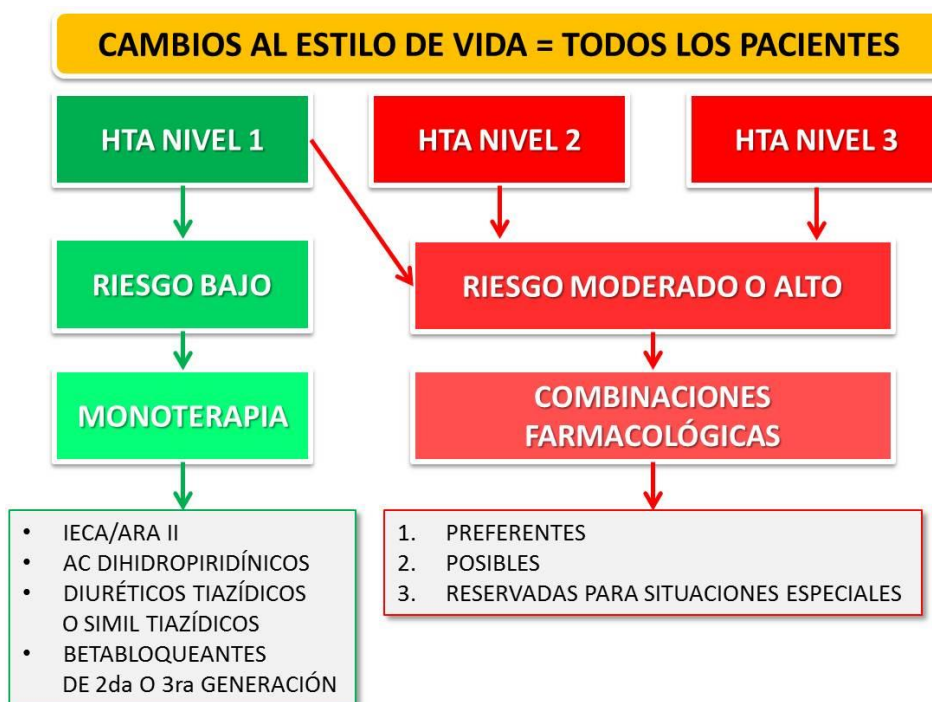 CAMBIOS AL ESTILO DE VIDA = TODOS LOS PACIENTES
HTA NIVEL 1
HTA NIVEL 2
HTA NIVEL 3
RIESGO BAJO
RIESGO MODERADO O ALTO
MONOTERAPIA
COMBINACIONES
FARMACOLÓGICAS
• IECA/ARA II
• AC DIHIDROPIRIDÍNICOS
• DIURÉTICOS TIAZÍDICOS
O SIMIL TIAZÍDICOS
• BETABLOQUEANTES
DE 2da O 3ra GENERACIÓN
1. PREFERENTES
2. POSIBLES
3. RESERVADAS PARA SITUACIONES ESPECIALES